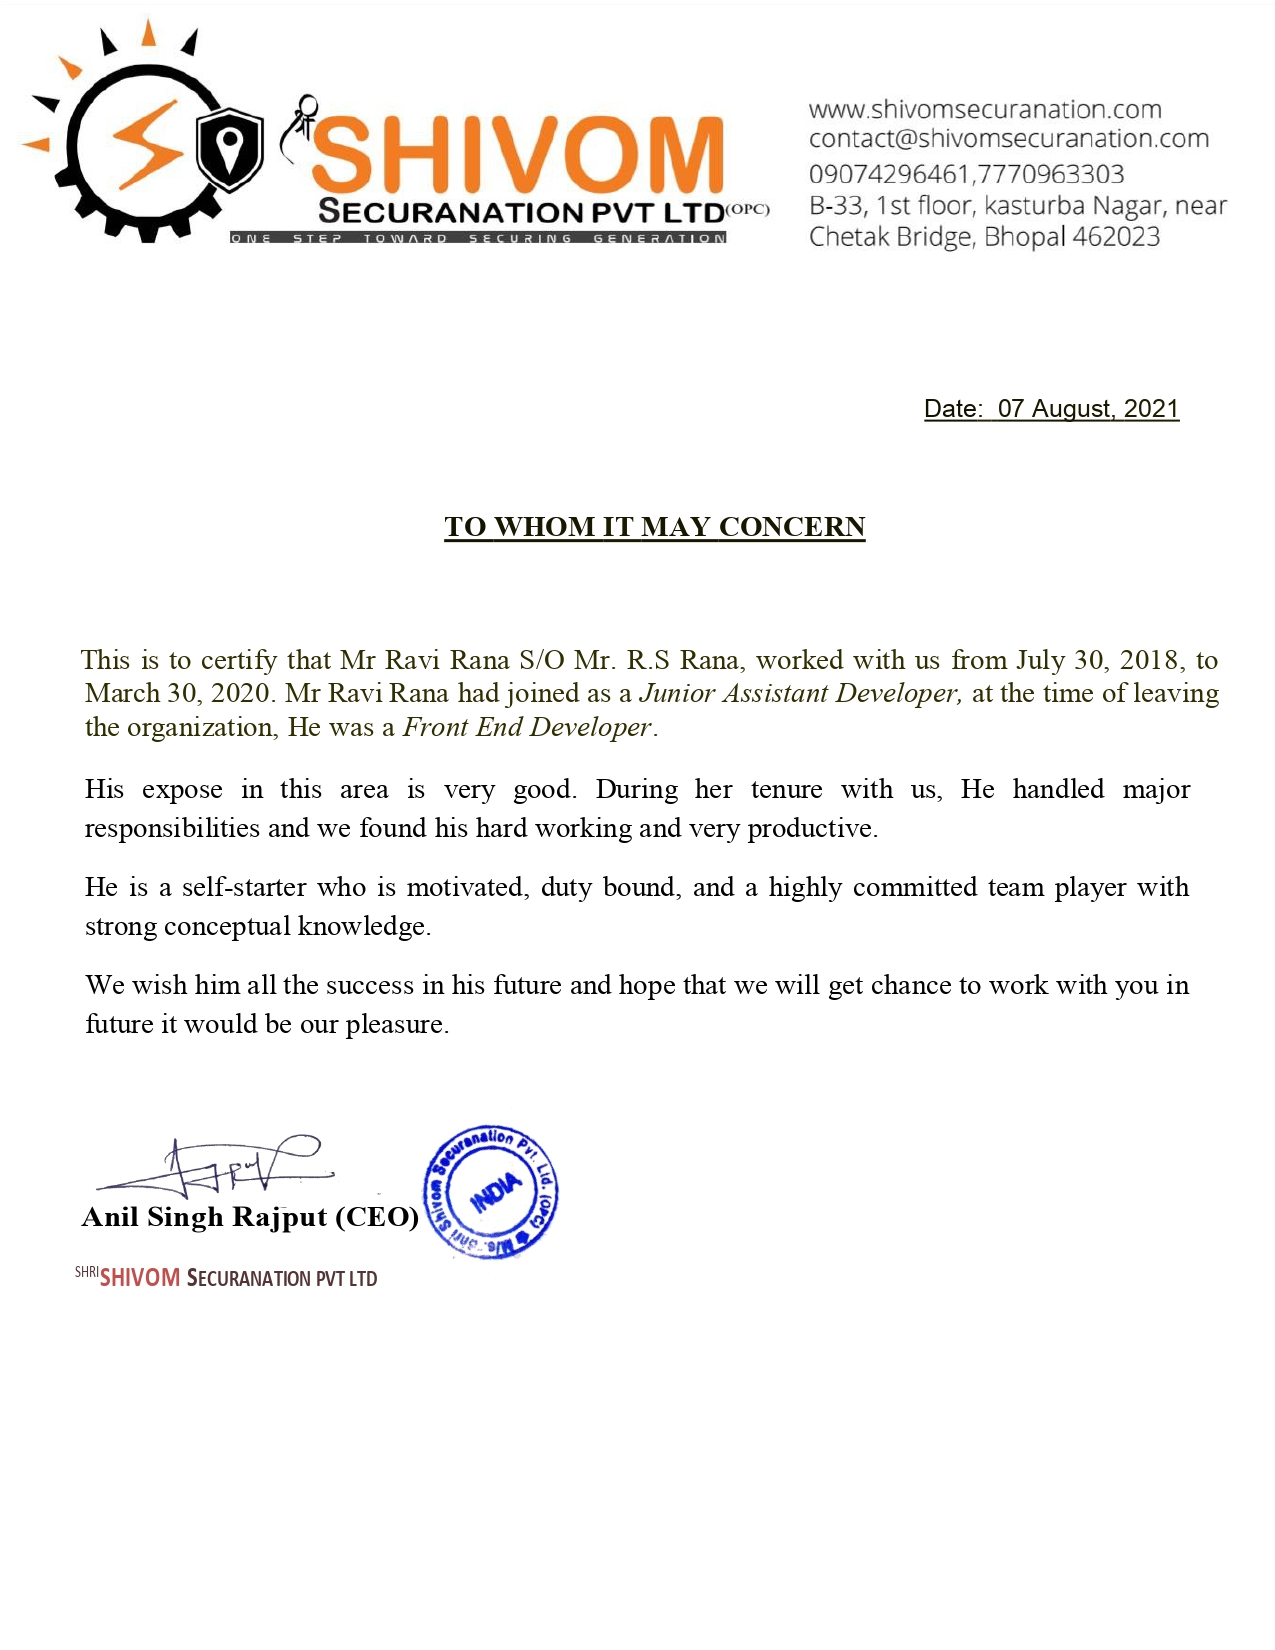 श्री SHIVOM
SECURANATION PVT LTD(OPC)
ONE STEP TOWARD SECURING GENERATION
www.shivomsecuranation.com
contact@shivomsecuranation.com
09074296461,7770963303
B-33, 1st floor, kasturba Nagar, near
Chetak Bridge, Bhopal 462023
Date: 07 August, 2021
TO WHOM IT MAY CONCERN
This is to certify that Mr Ravi Rana S/O Mr. R.S Rana, worked with us from July 30, 2018, to
March 30, 2020. Mr Ravi Rana had joined as a Junior Assistant Developer, at the time of leaving
the organization, He was a Front End Developer.
His expose in this area is very good. During her tenure with us, He handled major
responsibilities and we found his hard working and very productive.
He is a self-starter who is motivated, duty bound, and a highly committed team player with
strong conceptual knowledge.
We wish him all the success in his future and hope that we will get chance to work with you in
future it would be our pleasure.
Anil Singh Rajput (CEO)
M/s. Shri Shivom Securanation Pvt. Ltd. (OPC)
INDIA
SHRISHIVOM SECURANATION PVT LTD